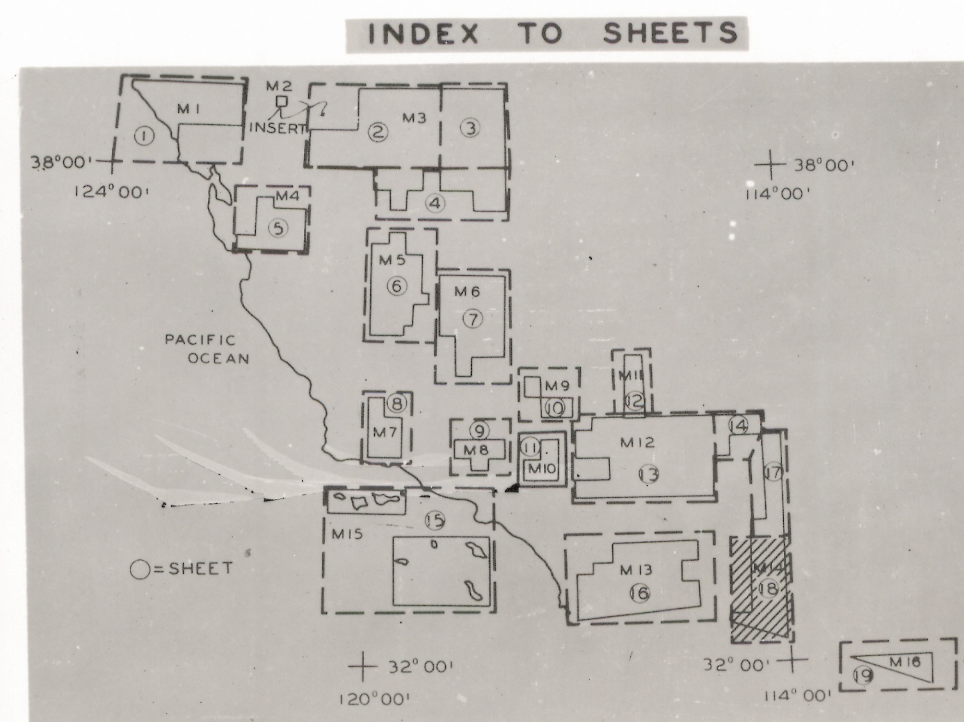 INDEX TO SHEETS
M1
M2
INSERT
M3
1
2
3
38°00'
124°00'
38°00'
114°00'
M4
4
5
M5
6
M6
7
PACIFIC
OCEAN
M7
8
M8
9
M9
10
M10
11
M11
12
M12
13
14
17
M15
15
M13
16
M14
18
○=SHEET
32°00'
120°00'
32°00'
114°00'
M16
19